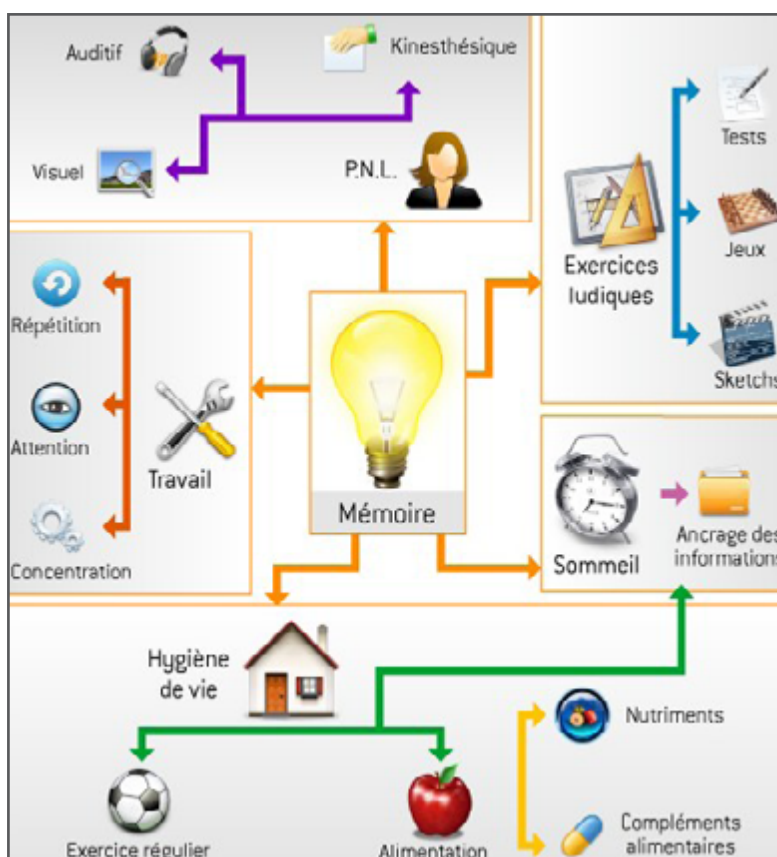 Auditif
Kinesthésique
Visuel
P.N.L.
Tests
Jeux
Exercices
ludiques
Sketchs
Répétition
Attention
Travail
Concentration
Mémoire
Sommeil
Ancrage des
informations
Hygiène
de vie
Nutriments
Exercice régulier
Alimentation
Compléments
alimentaires